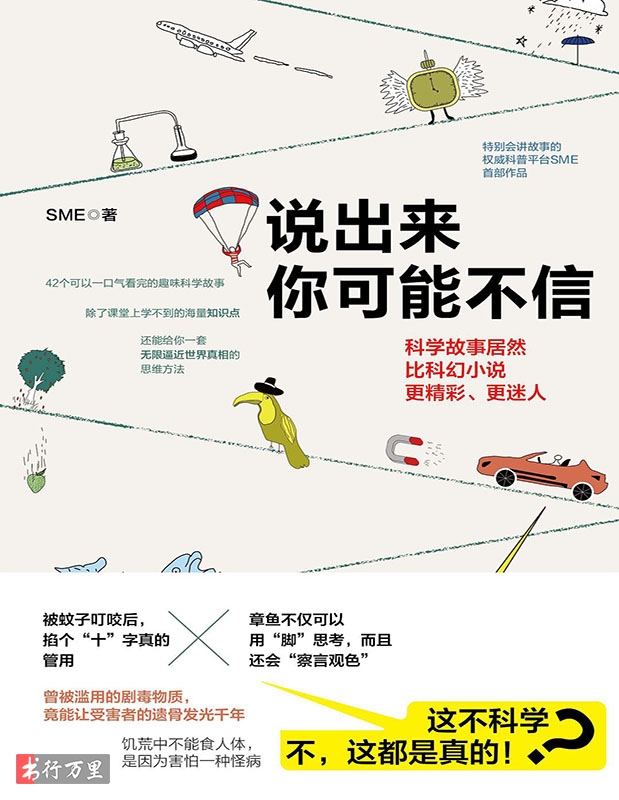 特别会讲故事的
权威科普平台SME
首部作品
SME◎著
说出来
你可能不信
42个可以一口气看完的趣味科学故事
除了课堂上学不到的海量知识点
还能给你一套
无限逼近世界真相的
思维方法
科学故事居然
比科幻小说
更精彩、更迷人
被蚊子叮咬后，
掐个“十”字真的
管用
章鱼不仅可以
用“脚”思考，而且
还会“察言观色”
曾被滥用的剧毒物质，
竟能让受害者的遗骨发光千年
饥荒中不能食人体，
是因为害怕一种怪病
这不科学?
不，这都是真的！
书行万里